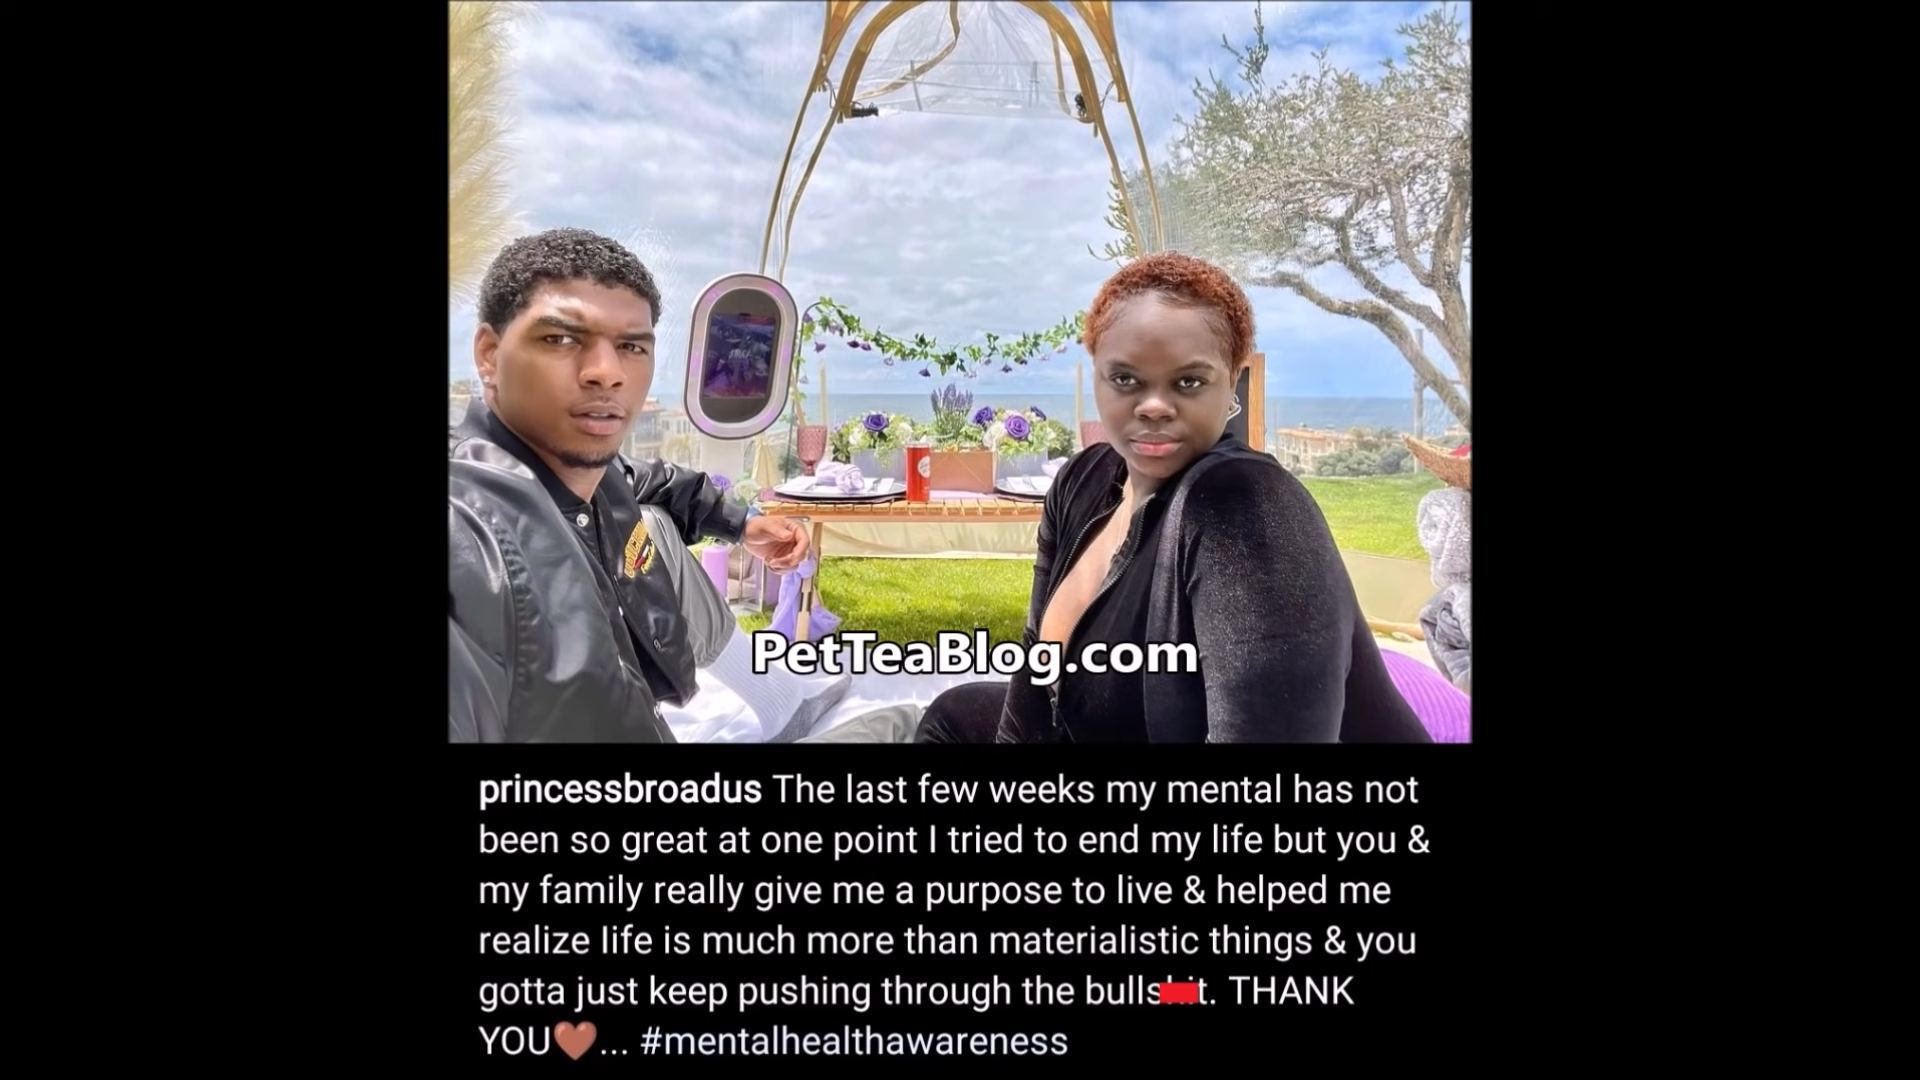 PetTeaBlog.com
princessbroadus The last few weeks my mental has not
been so great at one point I tried to end my life but you &
my family really give me a purpose to live & helped me
realize life is much more than materialistic things & you
gotta just keep pushing through the bulls t. THANK
YOU🤎... #mentalhealthawareness